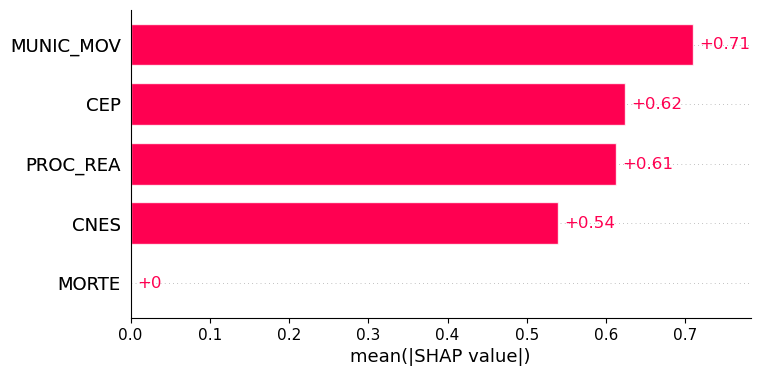 MUNIC_MOV +0.71
CEP +0.62
PROC_REA +0.61
CNES +0.54
MORTE +0
0.0 0.1 0.2 0.3 0.4 0.5 0.6 0.7
mean(|SHAP value|)